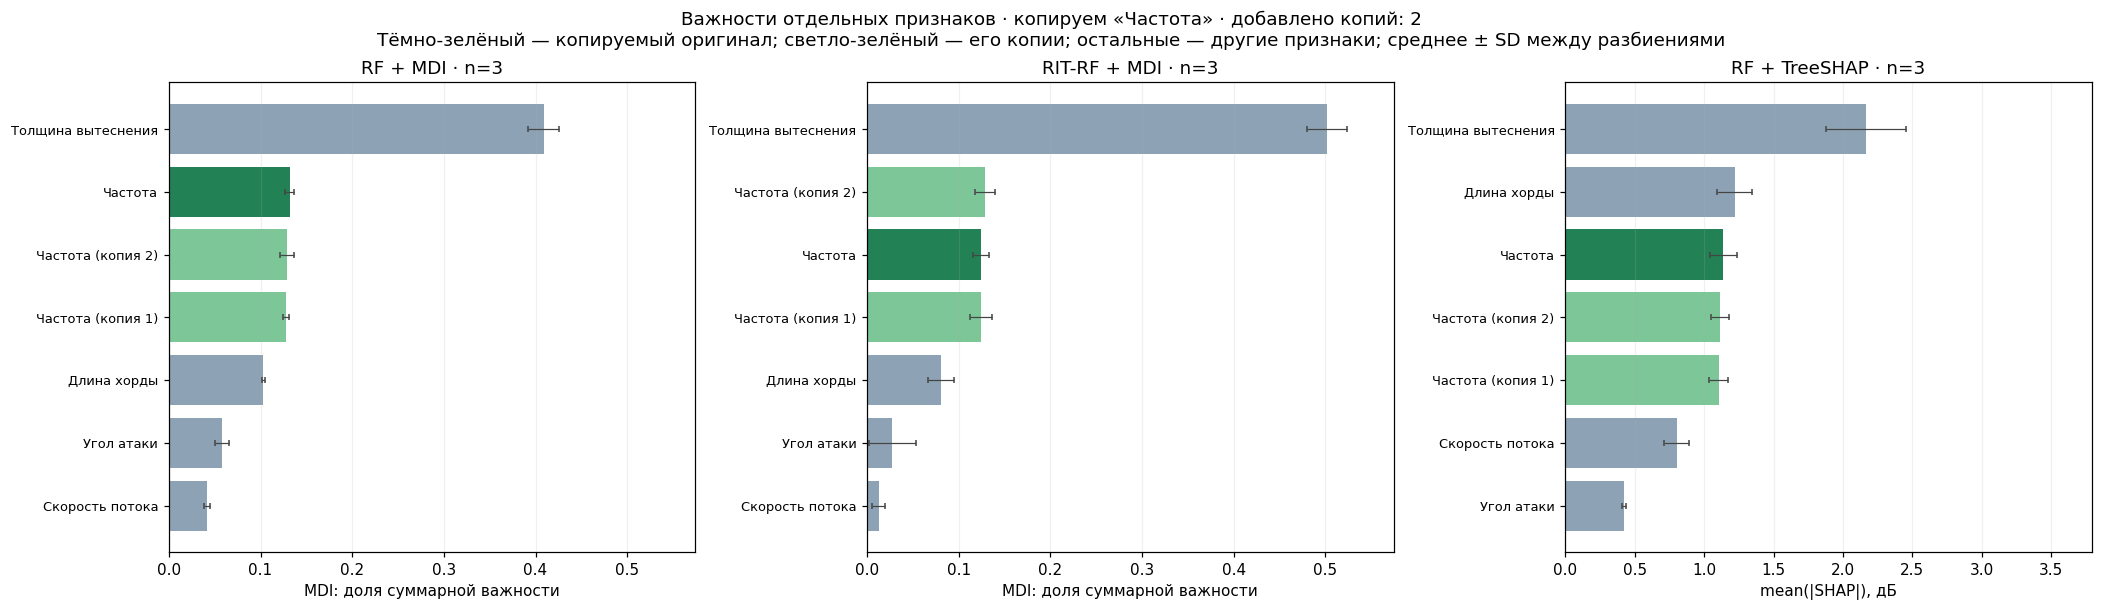 Важности отдельных признаков · копируем «Частота» · добавлено копий: 2
Тёмно-зелёный — копируемый оригинал; светло-зелёный — его копии; остальные — другие признаки; среднее ± SD между разбиениями
RF + MDI · n=3
Толщина вытеснения
Частота
Частота (копия 2)
Частота (копия 1)
Длина хорды
Угол атаки
Скорость потока
0.0 0.1 0.2 0.3 0.4 0.5
MDI: доля суммарной важности
RIT-RF + MDI · n=3
Толщина вытеснения
Частота (копия 2)
Частота
Частота (копия 1)
Длина хорды
Угол атаки
Скорость потока
0.0 0.1 0.2 0.3 0.4 0.5
MDI: доля суммарной важности
RF + TreeSHAP · n=3
Толщина вытеснения
Длина хорды
Частота
Частота (копия 2)
Частота (копия 1)
Скорость потока
Угол атаки
0.0 0.5 1.0 1.5 2.0 2.5 3.0 3.5
mean(|SHAP|), дБ